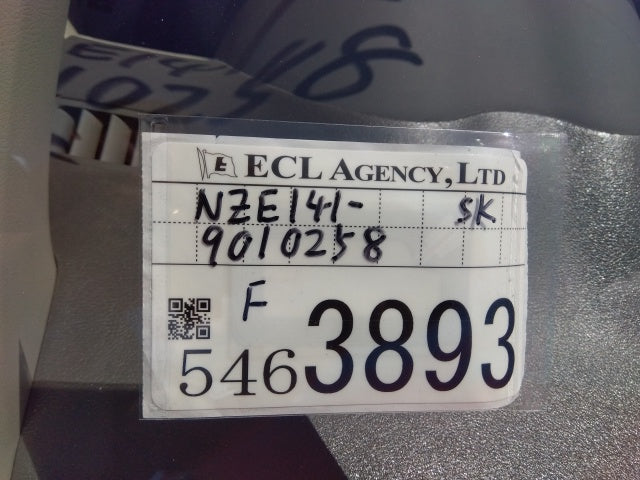 E ECL AGENCY, LTD
NZE141- SK
9010258
F
5463893